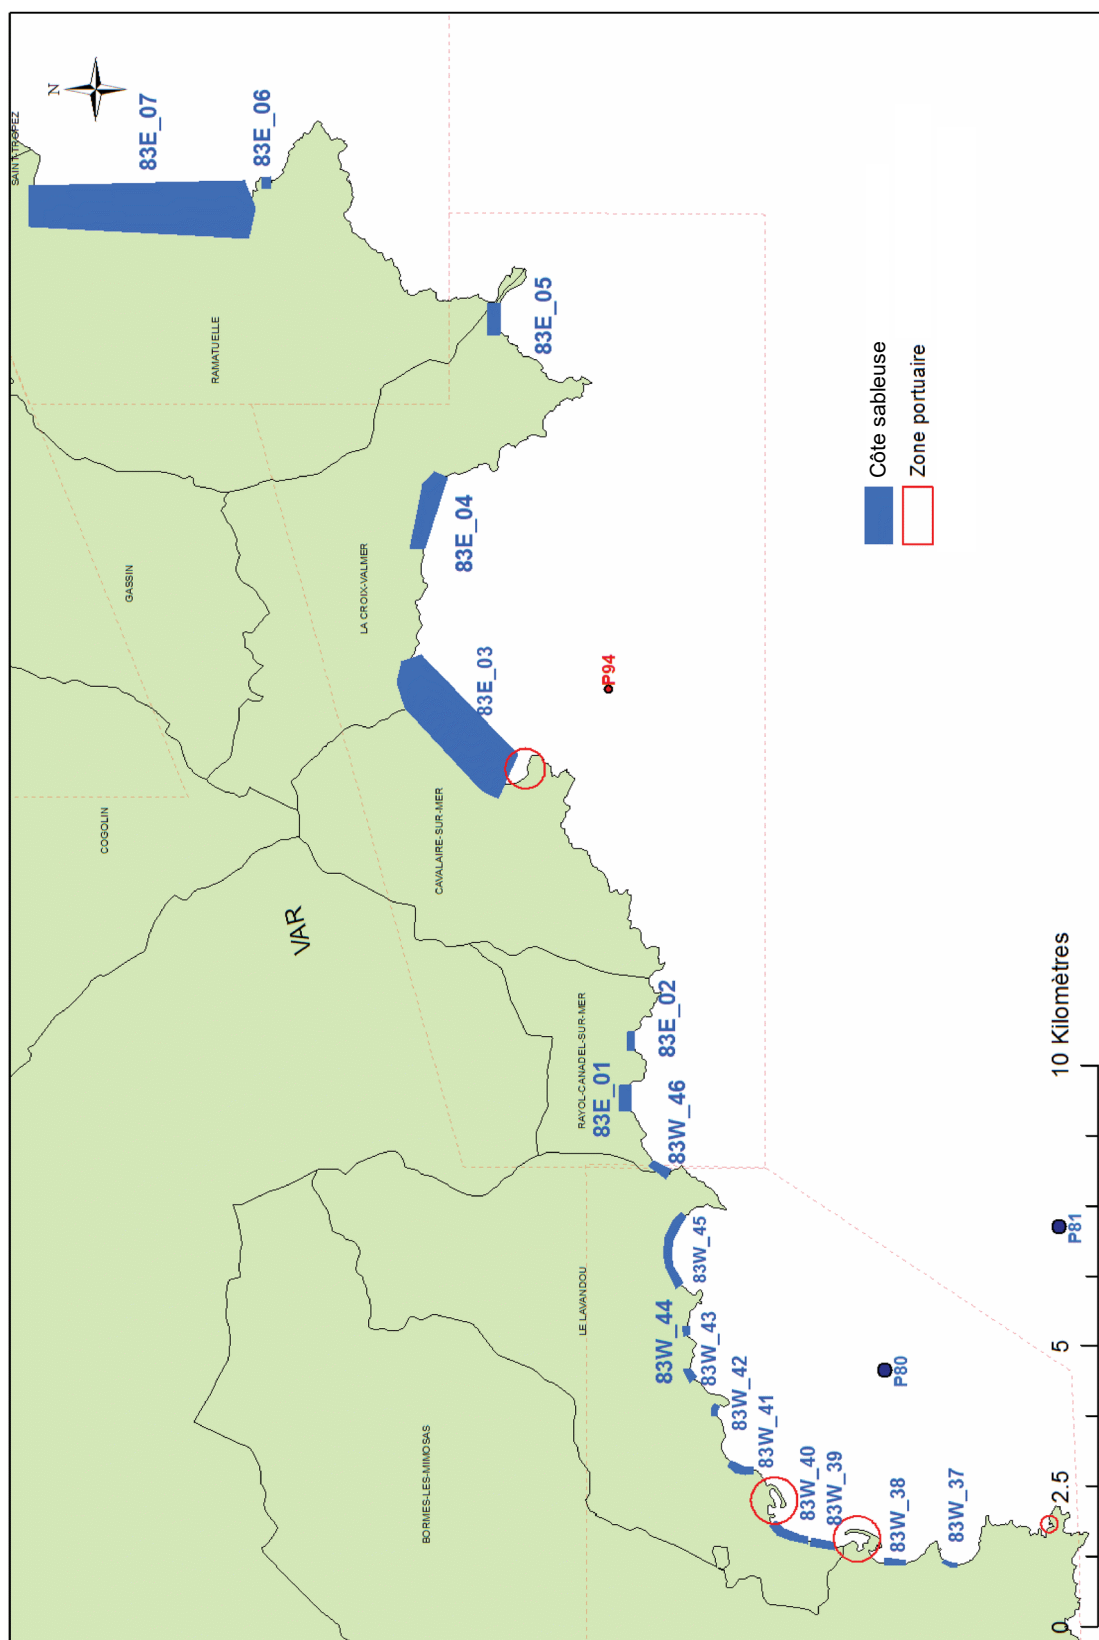 SAINT-TROPEZ
N
83E_07
83E_06
RAMATUELLE
83E_05
GASSIN
83E_04
LA CROIX-VALMER
83E_03
P94
COGOLIN
CAVALAIRE-SUR-MER
VAR
RAYOL-CANADEL-SUR-MER
83E_02
83E_01
83W_46
83W_45
LE LAVANDOU
83W_44
83W_43
83W_42
83W_41
83W_40
83W_39
83W_38
83W_37
BORMES-LES-MIMOSAS
P81
P80
Côte sableuse
Zone portuaire
0 2.5 5 10 Kilomètres